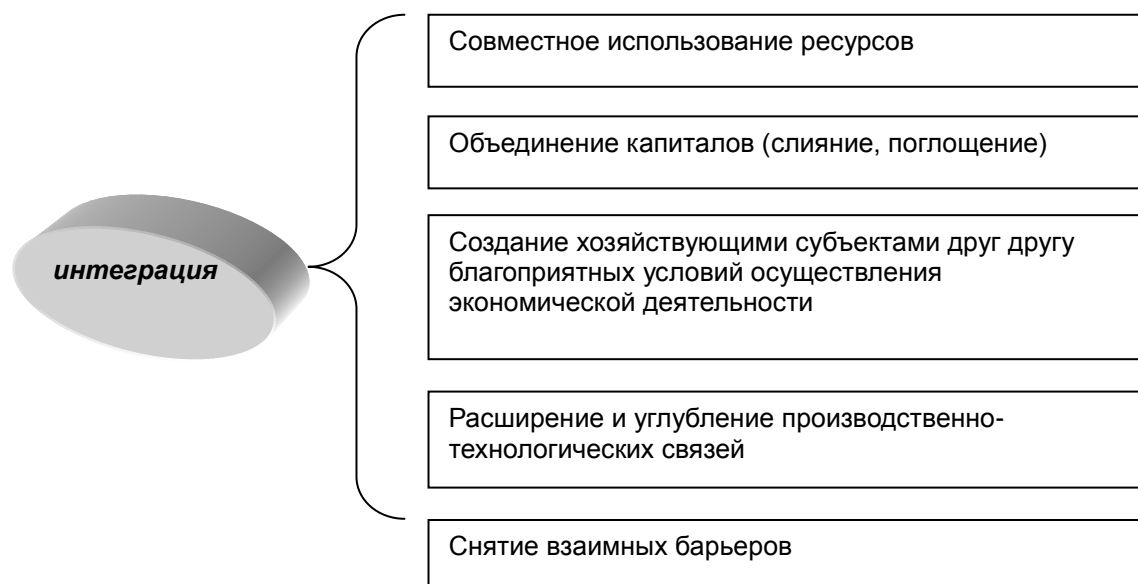 Совместное использование ресурсов
Объединение капиталов (слияние, поглощение)
интеграция
Создание хозяйствующими субъектами друг другу
благоприятных условий осуществления
экономической деятельности
Расширение и углубление производственно-
технологических связей
Снятие взаимных барьеров